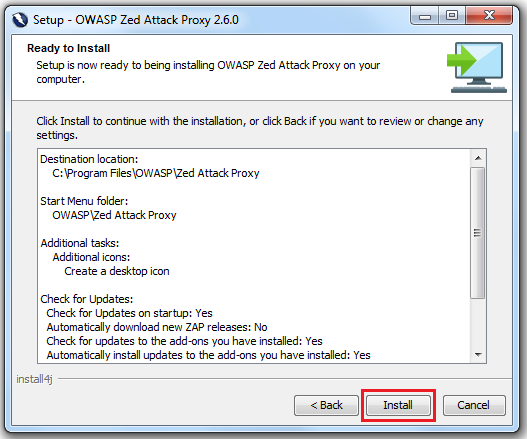 Setup - OWASP Zed Attack Proxy 2.6.0
Ready to Install
Setup is now ready to being installing OWASP Zed Attack Proxy on your
computer.
Click Install to continue with the installation, or click Back if you want to review or change any
settings.
Destination location:
C:\Program Files\OWASP\Zed Attack Proxy
Start Menu folder:
OWASP\Zed Attack Proxy
Additional tasks:
Additional icons:
Create a desktop icon
Check for Updates:
Check for Updates on startup: Yes
Automatically download new ZAP releases: No
Check for updates to the add-ons you have installed: Yes
Automatically install updates to the add-ons you have installed: Yes
install4j
< Back
Install
Cancel